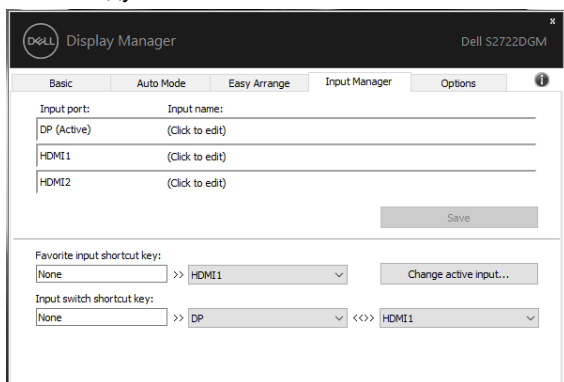 x
DELL Display Manager Dell S2722DGM
Basic Auto Mode Easy Arrange Input Manager Options i
Input port: Input name:
DP (Active) (Click to edit)
HDMI1 (Click to edit)
HDMI2 (Click to edit)
Save
Favorite input shortcut key:
None >> HDMI1 Change active input...
Input switch shortcut key:
None >> DP <<>> HDMI1